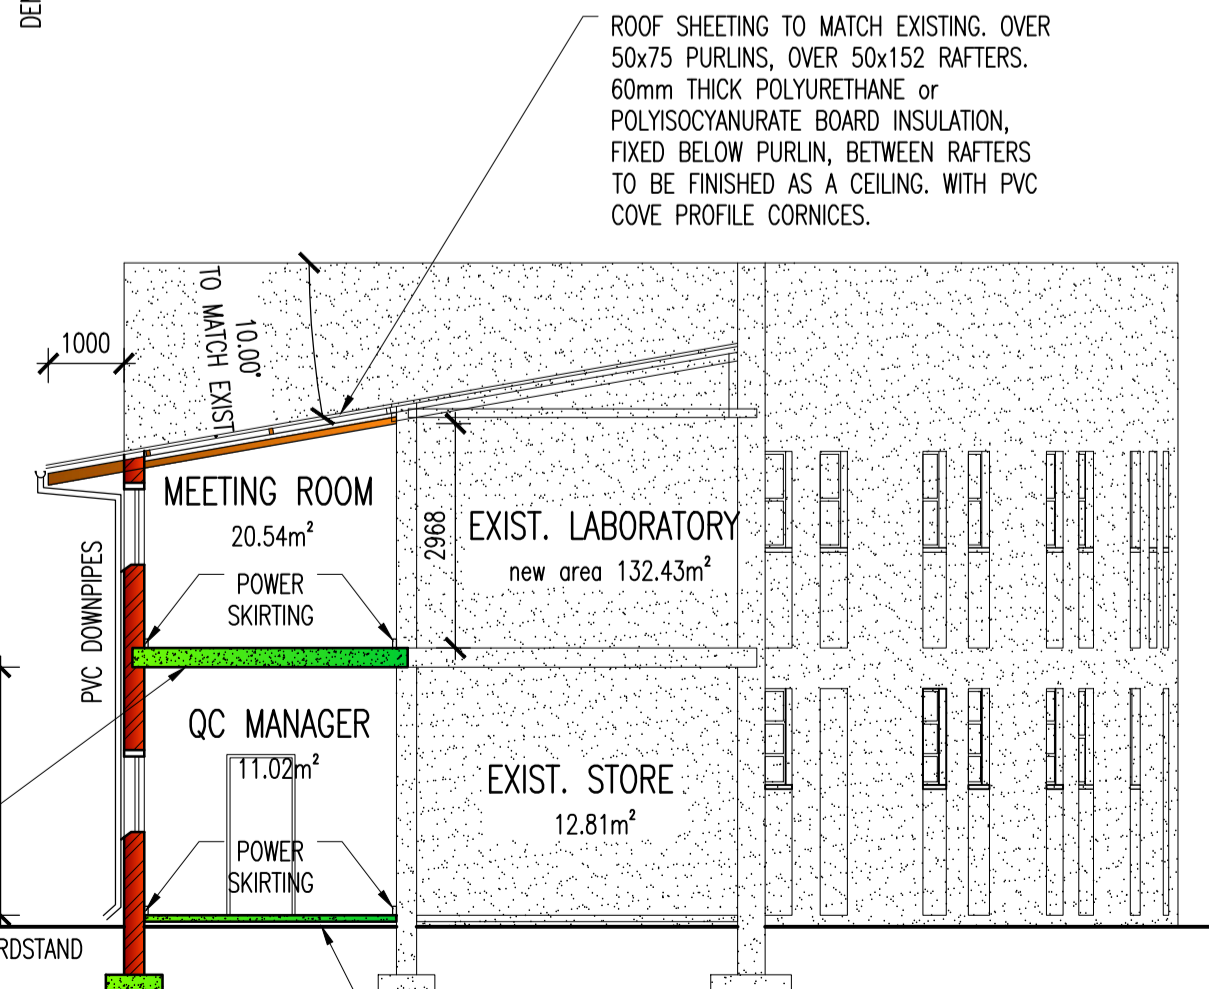 DEN
ROOF SHEETING TO MATCH EXISTING. OVER
50x75 PURLINS, OVER 50x152 RAFTERS.
60mm THICK POLYURETHANE or
POLYISOCYANURATE BOARD INSULATION,
FIXED BELOW PURLIN, BETWEEN RAFTERS
TO BE FINISHED AS A CEILING. WITH PVC
COVE PROFILE CORNICES.
1000
10.00°
TO MATCH EXIST.
MEETING ROOM
20.54m²
2968
EXIST. LABORATORY
new area 132.43m²
POWER
SKIRTING
PVC DOWNPIPES
QC MANAGER
11.02m²
EXIST. STORE
12.81m²
POWER
SKIRTING
RDSTAND